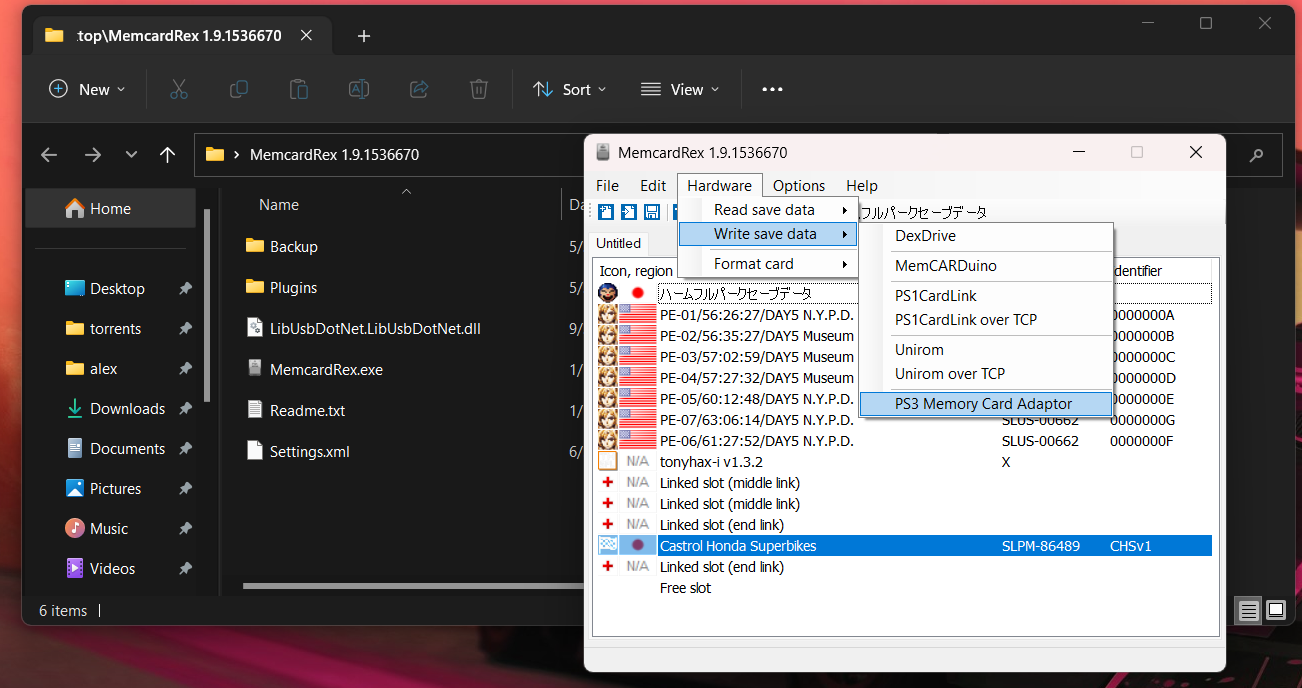 :top\MemcardRex 1.9.1536670
New
Sort
View
MemcardRex 1.9.1536670
Home
Desktop
torrents
alex
Downloads
Documents
Pictures
Music
Videos
Name
Backup
5/
Plugins
5/
LibUsbDotNet.LibUsbDotNet.dll
9/
MemcardRex.exe
1/
Readme.txt
1/
Settings.xml
6/
6 items
MemcardRex 1.9.1536670
File Edit Hardware Options Help
Read save data
Write save data
Format card
フルパークセーブデータ
DexDrive
MemCARDuino
PS1CardLink
PS1CardLink over TCP
Unirom
Unirom over TCP
PS3 Memory Card Adaptor
Untitled
Icon, region
dentifier
ハームフルパークセーブデータ
PE-01/56:26:27/DAY5 N.Y.P.D. 0000000A
PE-02/56:35:27/DAY5 Museum 0000000B
PE-03/57:02:59/DAY5 Museum 0000000C
PE-04/57:27:32/DAY5 Museum 0000000D
PE-05/60:12:48/DAY5 N.Y.P.D. 0000000E
PE-07/63:06:14/DAY5 N.Y.P.D. SLUS-00662 0000000G
PE-06/61:27:52/DAY5 N.Y.P.D. SLUS-00662 0000000F
N/A tonyhax-i v1.3.2 X
N/A Linked slot (middle link)
N/A Linked slot (middle link)
N/A Linked slot (end link)
Castrol Honda Superbikes SLPM-86489 CHSv1
N/A Linked slot (end link)
Free slot